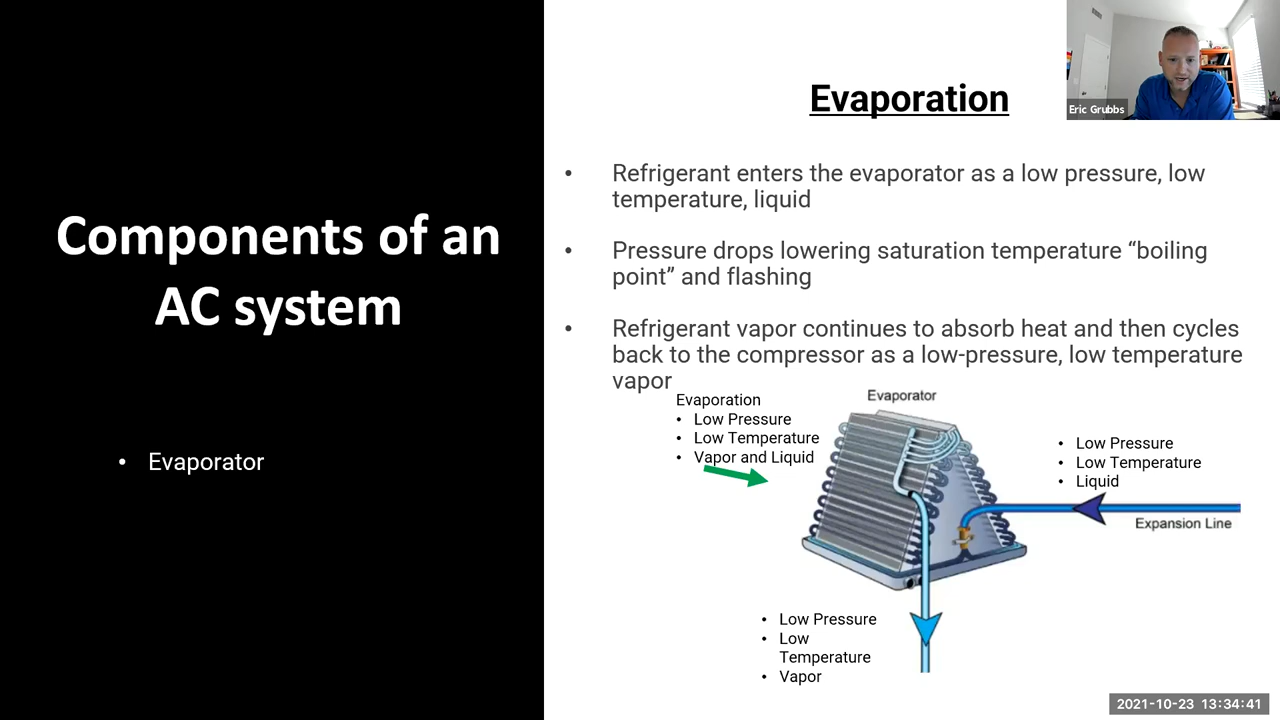 Components of an
AC system
• Evaporator
Evaporation
• Refrigerant enters the evaporator as a low pressure, low
temperature, liquid
• Pressure drops lowering saturation temperature “boiling
point” and flashing
• Refrigerant vapor continues to absorb heat and then cycles
back to the compressor as a low-pressure, low temperature
vapor
Evaporation
• Low Pressure
• Low Temperature
• Vapor and Liquid
Evaporator
• Low Pressure
• Low Temperature
• Liquid
Expansion Line
• Low Pressure
• Low
Temperature
• Vapor
Eric Grubbs
2021-10-23 13:34:41